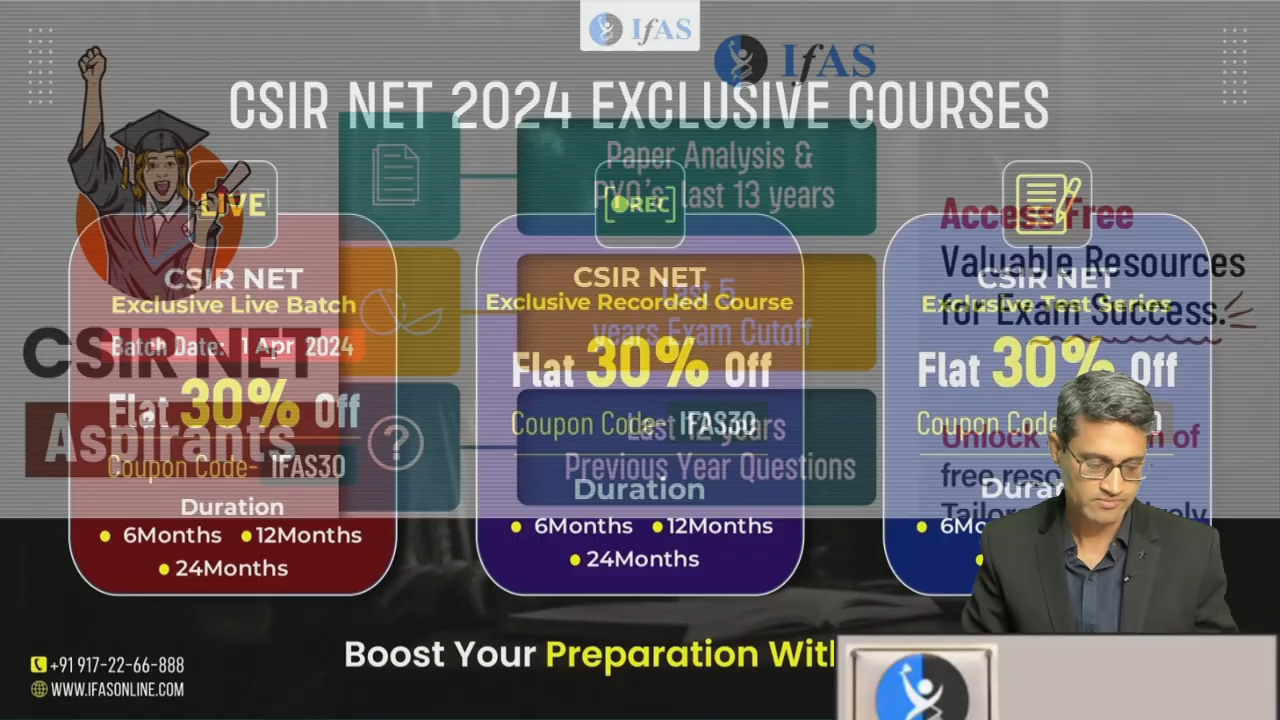 IfAS
IfAS
CSIR NET 2024 EXCLUSIVE COURSES
LIVE
CSIR NET
Exclusive Live Batch
Batch Date: 1 Apr 2024
Flat 30% Off
Coupon Code- IFAS30
Duration
6Months 12Months
24Months
REC
CSIR NET
Exclusive Recorded Course
Flat 30% Off
Coupon Code- IFAS30
Duration
6Months 12Months
24Months
CSIR NET
Exclusive Test Series
Flat 30% Off
Coupon Code
CSIR NET
Aspirants
Paper Analysis &
PYQ's last 13 years
Last 5
years Exam Cutoff
Last 12 years
Previous Year Questions
?
Access Free
Valuable Resources
for Exam Success.
Unlock of
free
Boost Your Preparation With
+91 917-22-66-888
WWW.IFASONLINE.COM